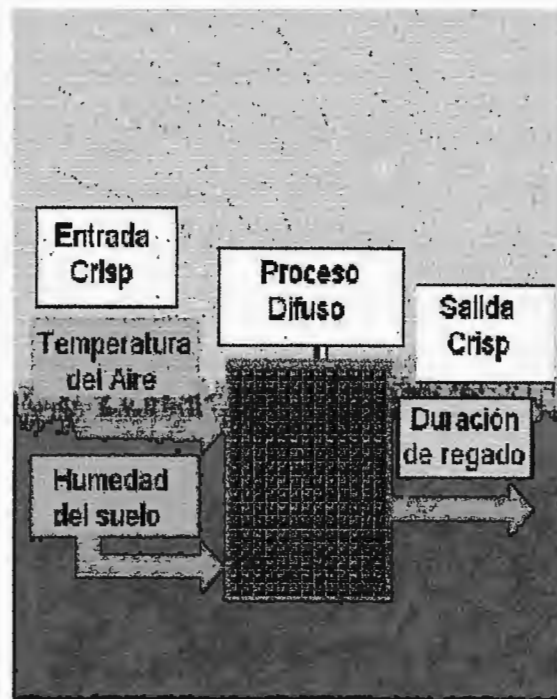 Entrada
Crisp
Proceso
Difuso
Salida
Crisp
Temperatura
del Aire
Duración
de regado
Humedad
del suelo